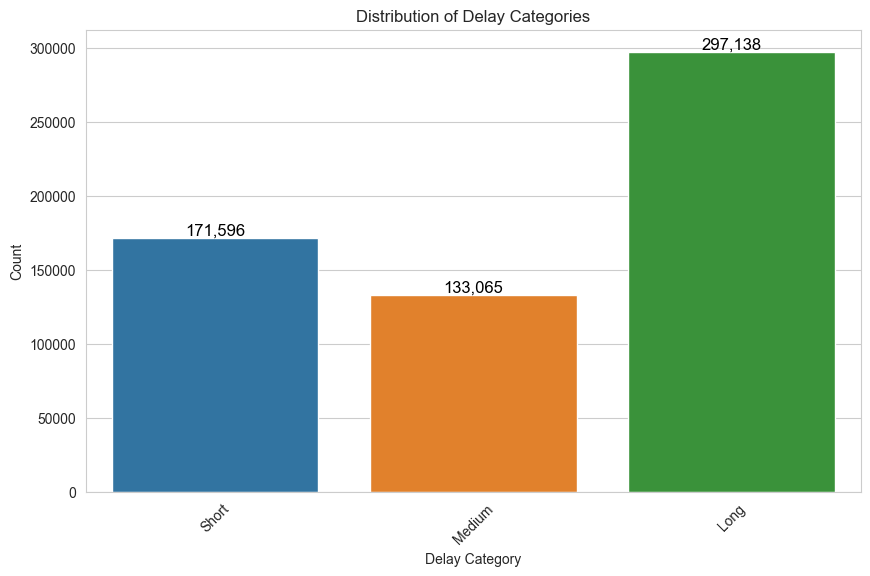 Distribution of Delay Categories
Count
300000
250000
200000
150000
100000
50000
0
171,596
133,065
297,138
Short
Medium
Long
Delay Category